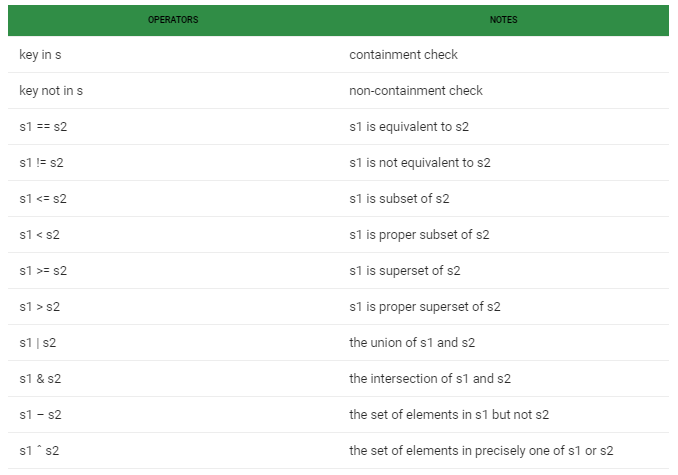 OPERATORS NOTES
key in s containment check
key not in s non-containment check
s1 == s2 s1 is equivalent to s2
s1 != s2 s1 is not equivalent to s2
s1 <= s2 s1 is subset of s2
s1 < s2 s1 is proper subset of s2
s1 >= s2 s1 is superset of s2
s1 > s2 s1 is proper superset of s2
s1 | s2 the union of s1 and s2
s1 & s2 the intersection of s1 and s2
s1 – s2 the set of elements in s1 but not s2
s1 ˆ s2 the set of elements in precisely one of s1 or s2